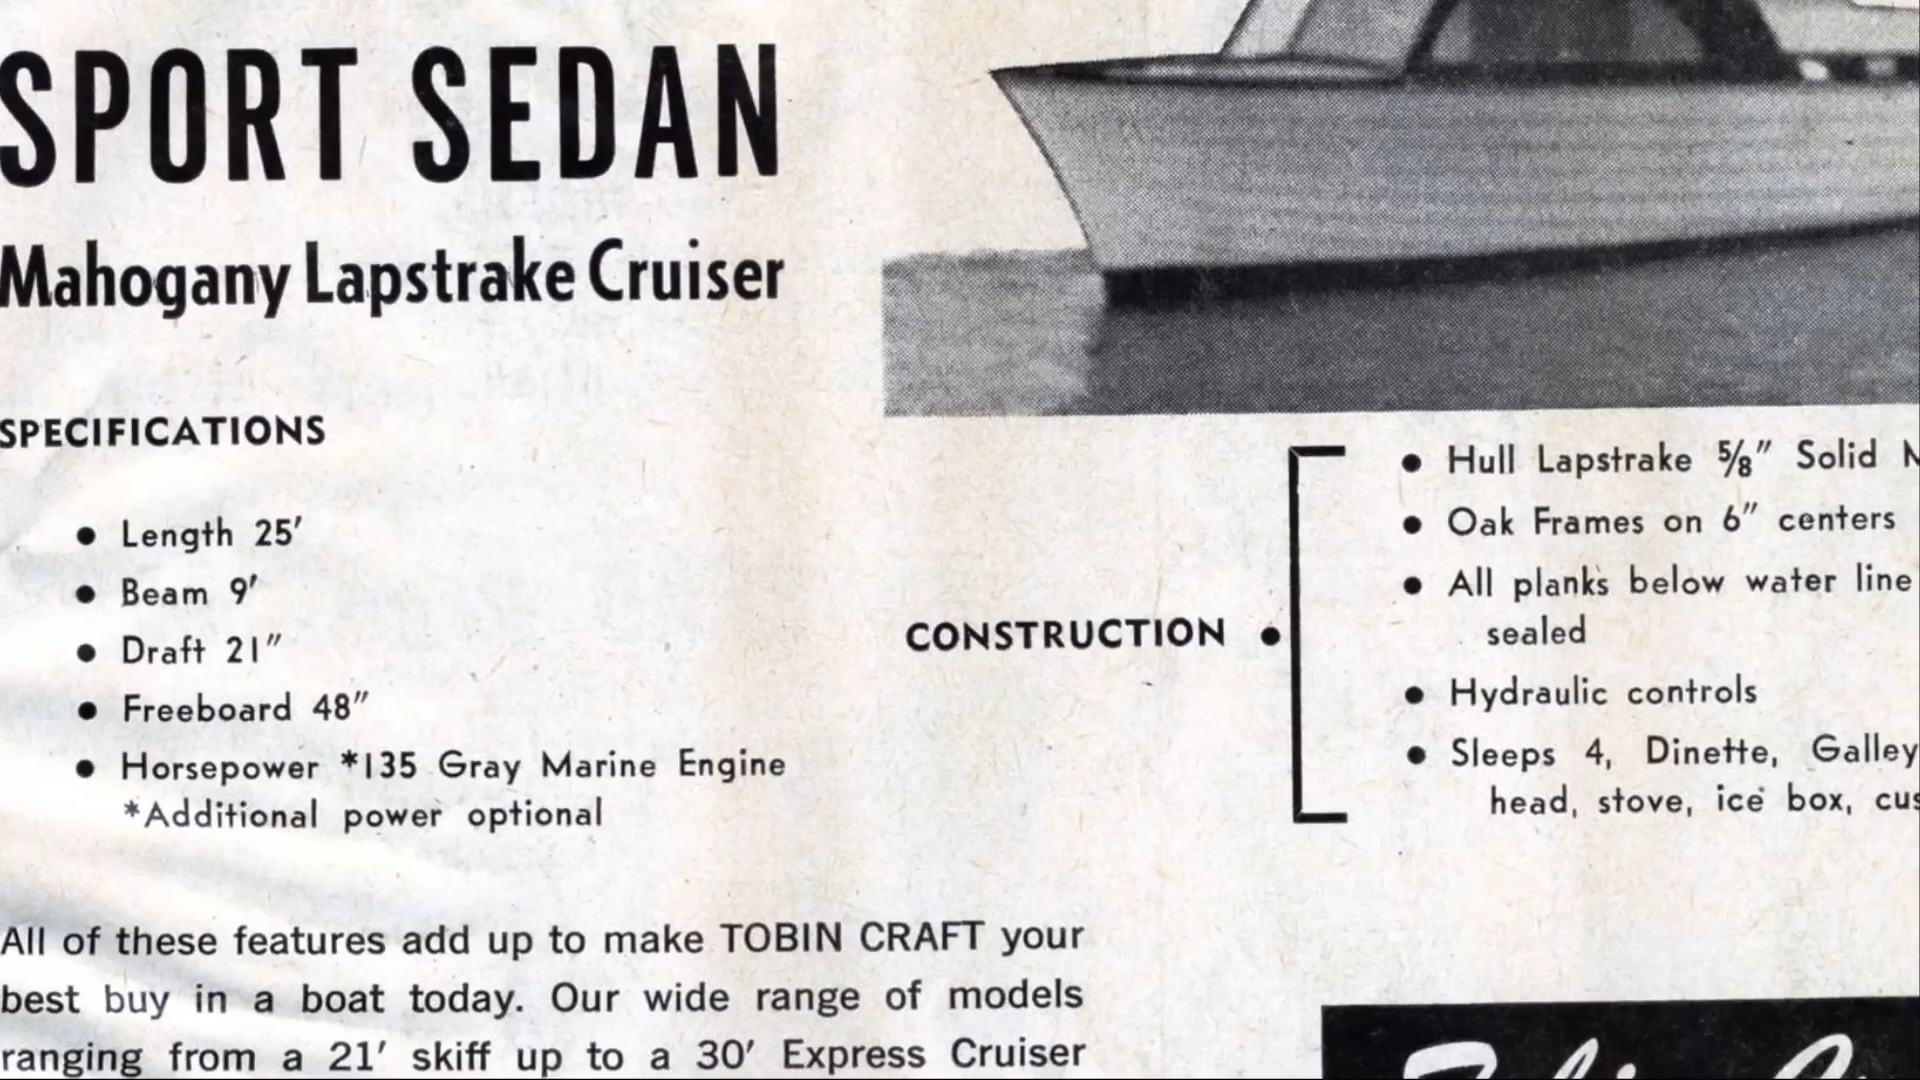 SPORT SEDAN
Mahogany Lapstrake Cruiser
SPECIFICATIONS
● Length 25′
● Beam 9′
● Draft 21″
● Freeboard 48″
● Horsepower *135 Gray Marine Engine
*Additional power optional
CONSTRUCTION ●
● Hull Lapstrake ⅝″ Solid
● Oak Frames on 6″ centers
● All planks below water line
sealed
● Hydraulic controls
● Sleeps 4, Dinette, Galley
head, stove, ice box,
All of these features add up to make TOBIN CRAFT your
best buy in a boat today. Our wide range of models
ranging from a 21′ skiff up to a 30′ Express Cruiser